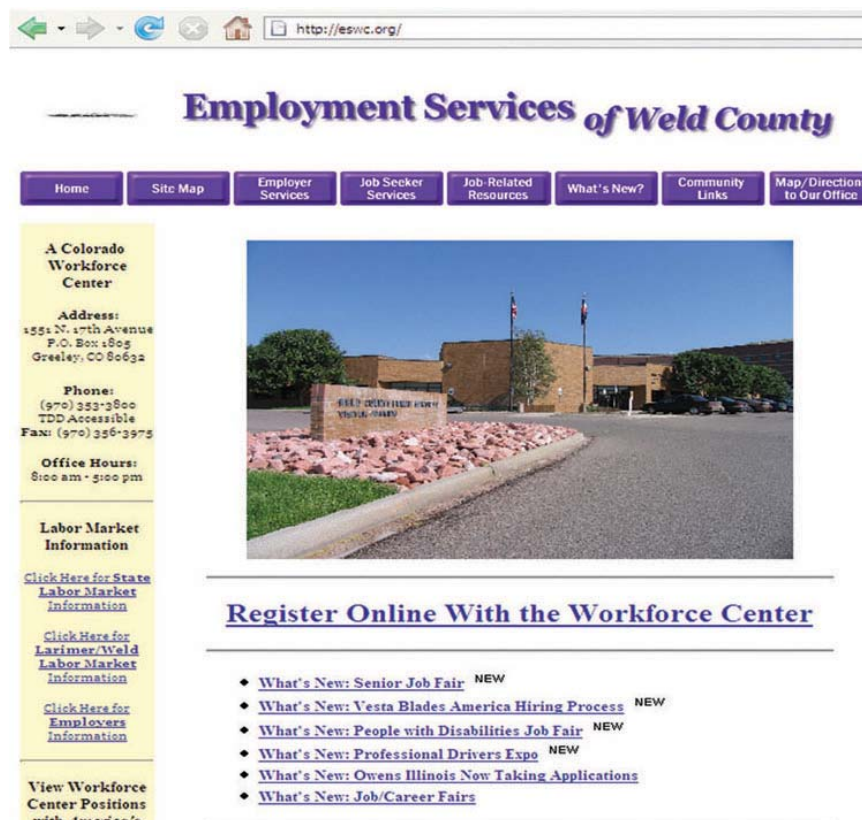 http://eswc.org/
Employment Services of Weld County
Home
Site Map
Employer
Services
Job Seeker
Services
Job-Related
Resources
What's New?
Community
Links
Map/Direction
to Our Office
A Colorado
Workforce
Center
Address:
1551 N. 17th Avenue
P.O. Box 1805
Greeley, CO 80632
Phone:
(970) 353-3800
TDD Accessible
Fax: (970) 356-3975
Office Hours:
8:00 am - 5:00 pm
Labor Market
Information
Click Here for State
Labor Market
Information
Click Here for
Larimer/Weld
Labor Market
Information
Click Here for
Employers
Information
View Workforce
Center Positions
with America's
Register Online With the Workforce Center
What's New: Senior Job Fair NEW
What's New: Vesta Blades America Hiring Process NEW
What's New: People with Disabilities Job Fair NEW
What's New: Professional Drivers Expo NEW
What's New: Owens Illinois Now Taking Applications
What's New: Job/Career Fairs